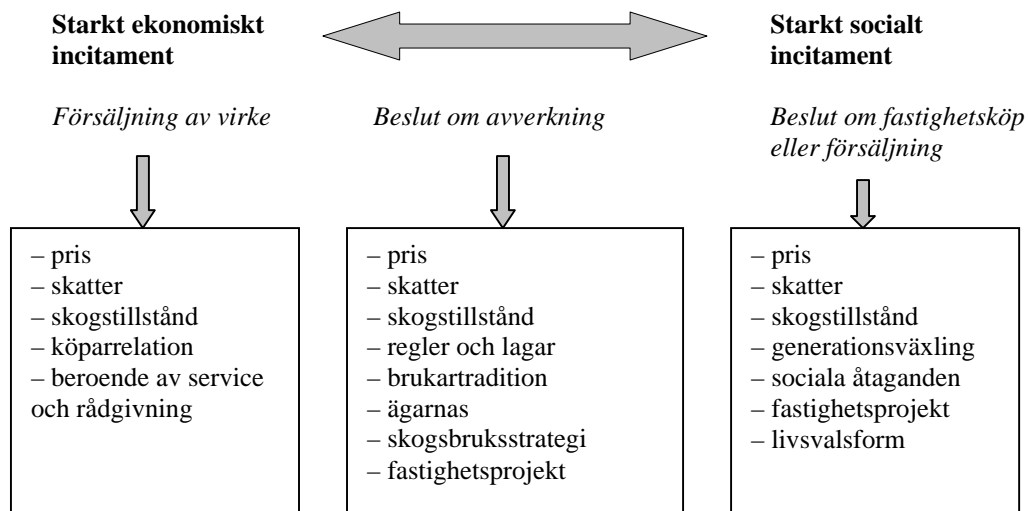 Starkt ekonomiskt
incitament
Starkt socialt
incitament
Försäljning av virke
Beslut om avverkning
Beslut om fastighetsköp
eller försäljning
– pris
– skatter
– skogstillstånd
– köparrelation
– beroende av service
och rådgivning
– pris
– skatter
– skogstillstånd
– regler och lagar
– brukartradition
– ägarnas
– skogsbruksstrategi
– fastighetsprojekt
– pris
– skatter
– skogstillstånd
– generationsväxling
– sociala åtaganden
– fastighetsprojekt
– livsvalsform